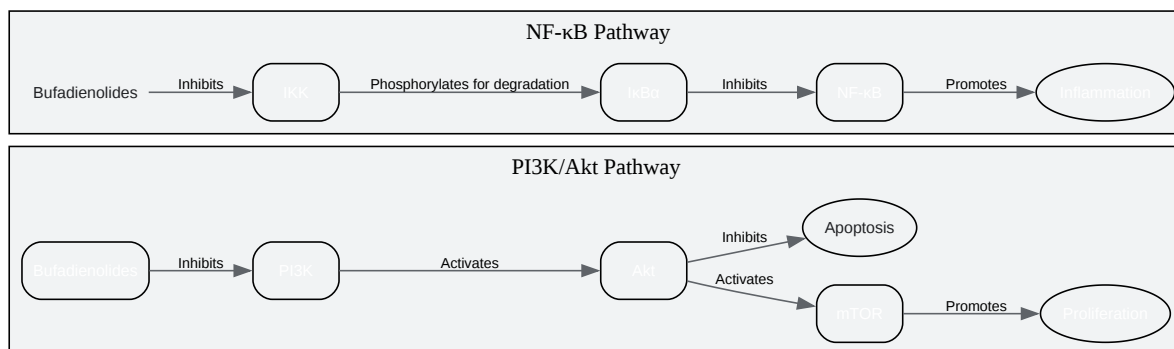 NF-κB Pathway
Bufadienolides
Inhibits
IKK
Phosphorylates for degradation
IκBα
Inhibits
NF-κB
Promotes
Inflammation
PI3K/Akt Pathway
Bufadienolides
Inhibits
PI3K
Activates
Akt
Inhibits
Apoptosis
Activates
mTOR
Promotes
Proliferation